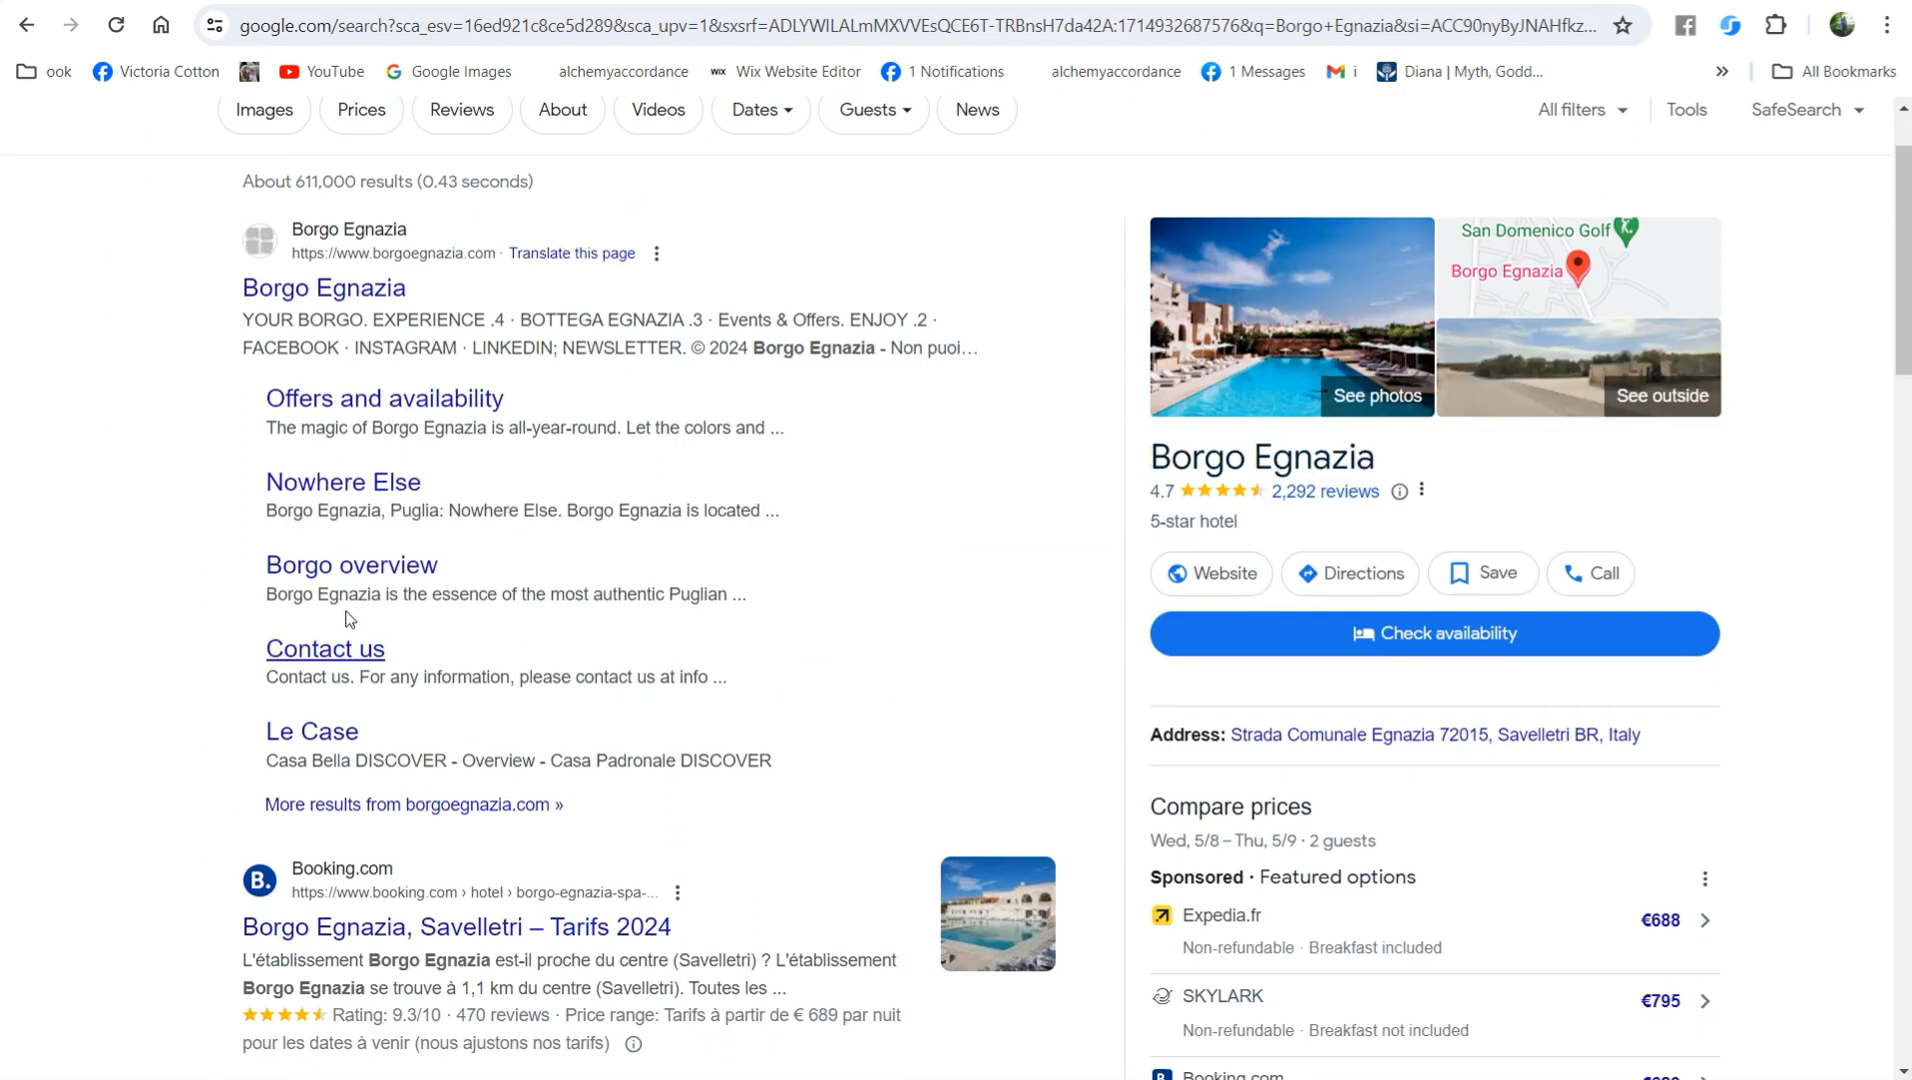 google.com/search?sca_esv=16ed921c8ce5d289&sca_upv=1&sxsrf=ADLYWILALmMXVVEsQCE6T-TRBnsH7da42A:1714932687576&q=Borgo+Egnazia&si=ACC90nyByJNAHfkz...
ook
Victoria Cotton
YouTube
Google Images
alchemyaccordance
Wix Website Editor
1 Notifications
alchemyaccordance
1 Messages
i
Diana | Myth, Godd...
»
All Bookmarks
Images
Prices
Reviews
About
Videos
Dates
Guests
News
All filters
Tools
SafeSearch
About 611,000 results (0.43 seconds)
Borgo Egnazia
https://www.borgoegnazia.com · Translate this page
Borgo Egnazia
YOUR BORGO. EXPERIENCE .4 · BOTTEGA EGNAZIA .3 · Events & Offers. ENJOY .2 ·
FACEBOOK · INSTAGRAM · LINKEDIN; NEWSLETTER. © 2024 Borgo Egnazia - Non puoi...
Offers and availability
The magic of Borgo Egnazia is all-year-round. Let the colors and ...
Nowhere Else
Borgo Egnazia, Puglia: Nowhere Else. Borgo Egnazia is located ...
Borgo overview
Borgo Egnazia is the essence of the most authentic Puglian ...
Contact us
Contact us. For any information, please contact us at info ...
Le Case
Casa Bella DISCOVER - Overview - Casa Padronale DISCOVER
More results from borgoegnazia.com »
B.
Booking.com
https://www.booking.com › hotel › borgo-egnazia-spa-...
Borgo Egnazia, Savelletri – Tarifs 2024
L'établissement Borgo Egnazia est-il proche du centre (Savelletri) ? L'établissement
Borgo Egnazia se trouve à 1,1 km du centre (Savelletri). Toutes les ...
Rating: 9.3/10 · 470 reviews · Price range: Tarifs à partir de € 689 par nuit
pour les dates à venir (nous ajustons nos tarifs)
San Domenico Golf
Borgo Egnazia
See photos
See outside
Borgo Egnazia
4.7 2,292 reviews
5-star hotel
Website
Directions
Save
Call
Check availability
Address: Strada Comunale Egnazia 72015, Savelletri BR, Italy
Compare prices
Wed, 5/8 – Thu, 5/9 · 2 guests
Sponsored · Featured options
Expedia.fr
€688
Non-refundable · Breakfast included
SKYLARK
€795
Non-refundable · Breakfast not included
Booking.com